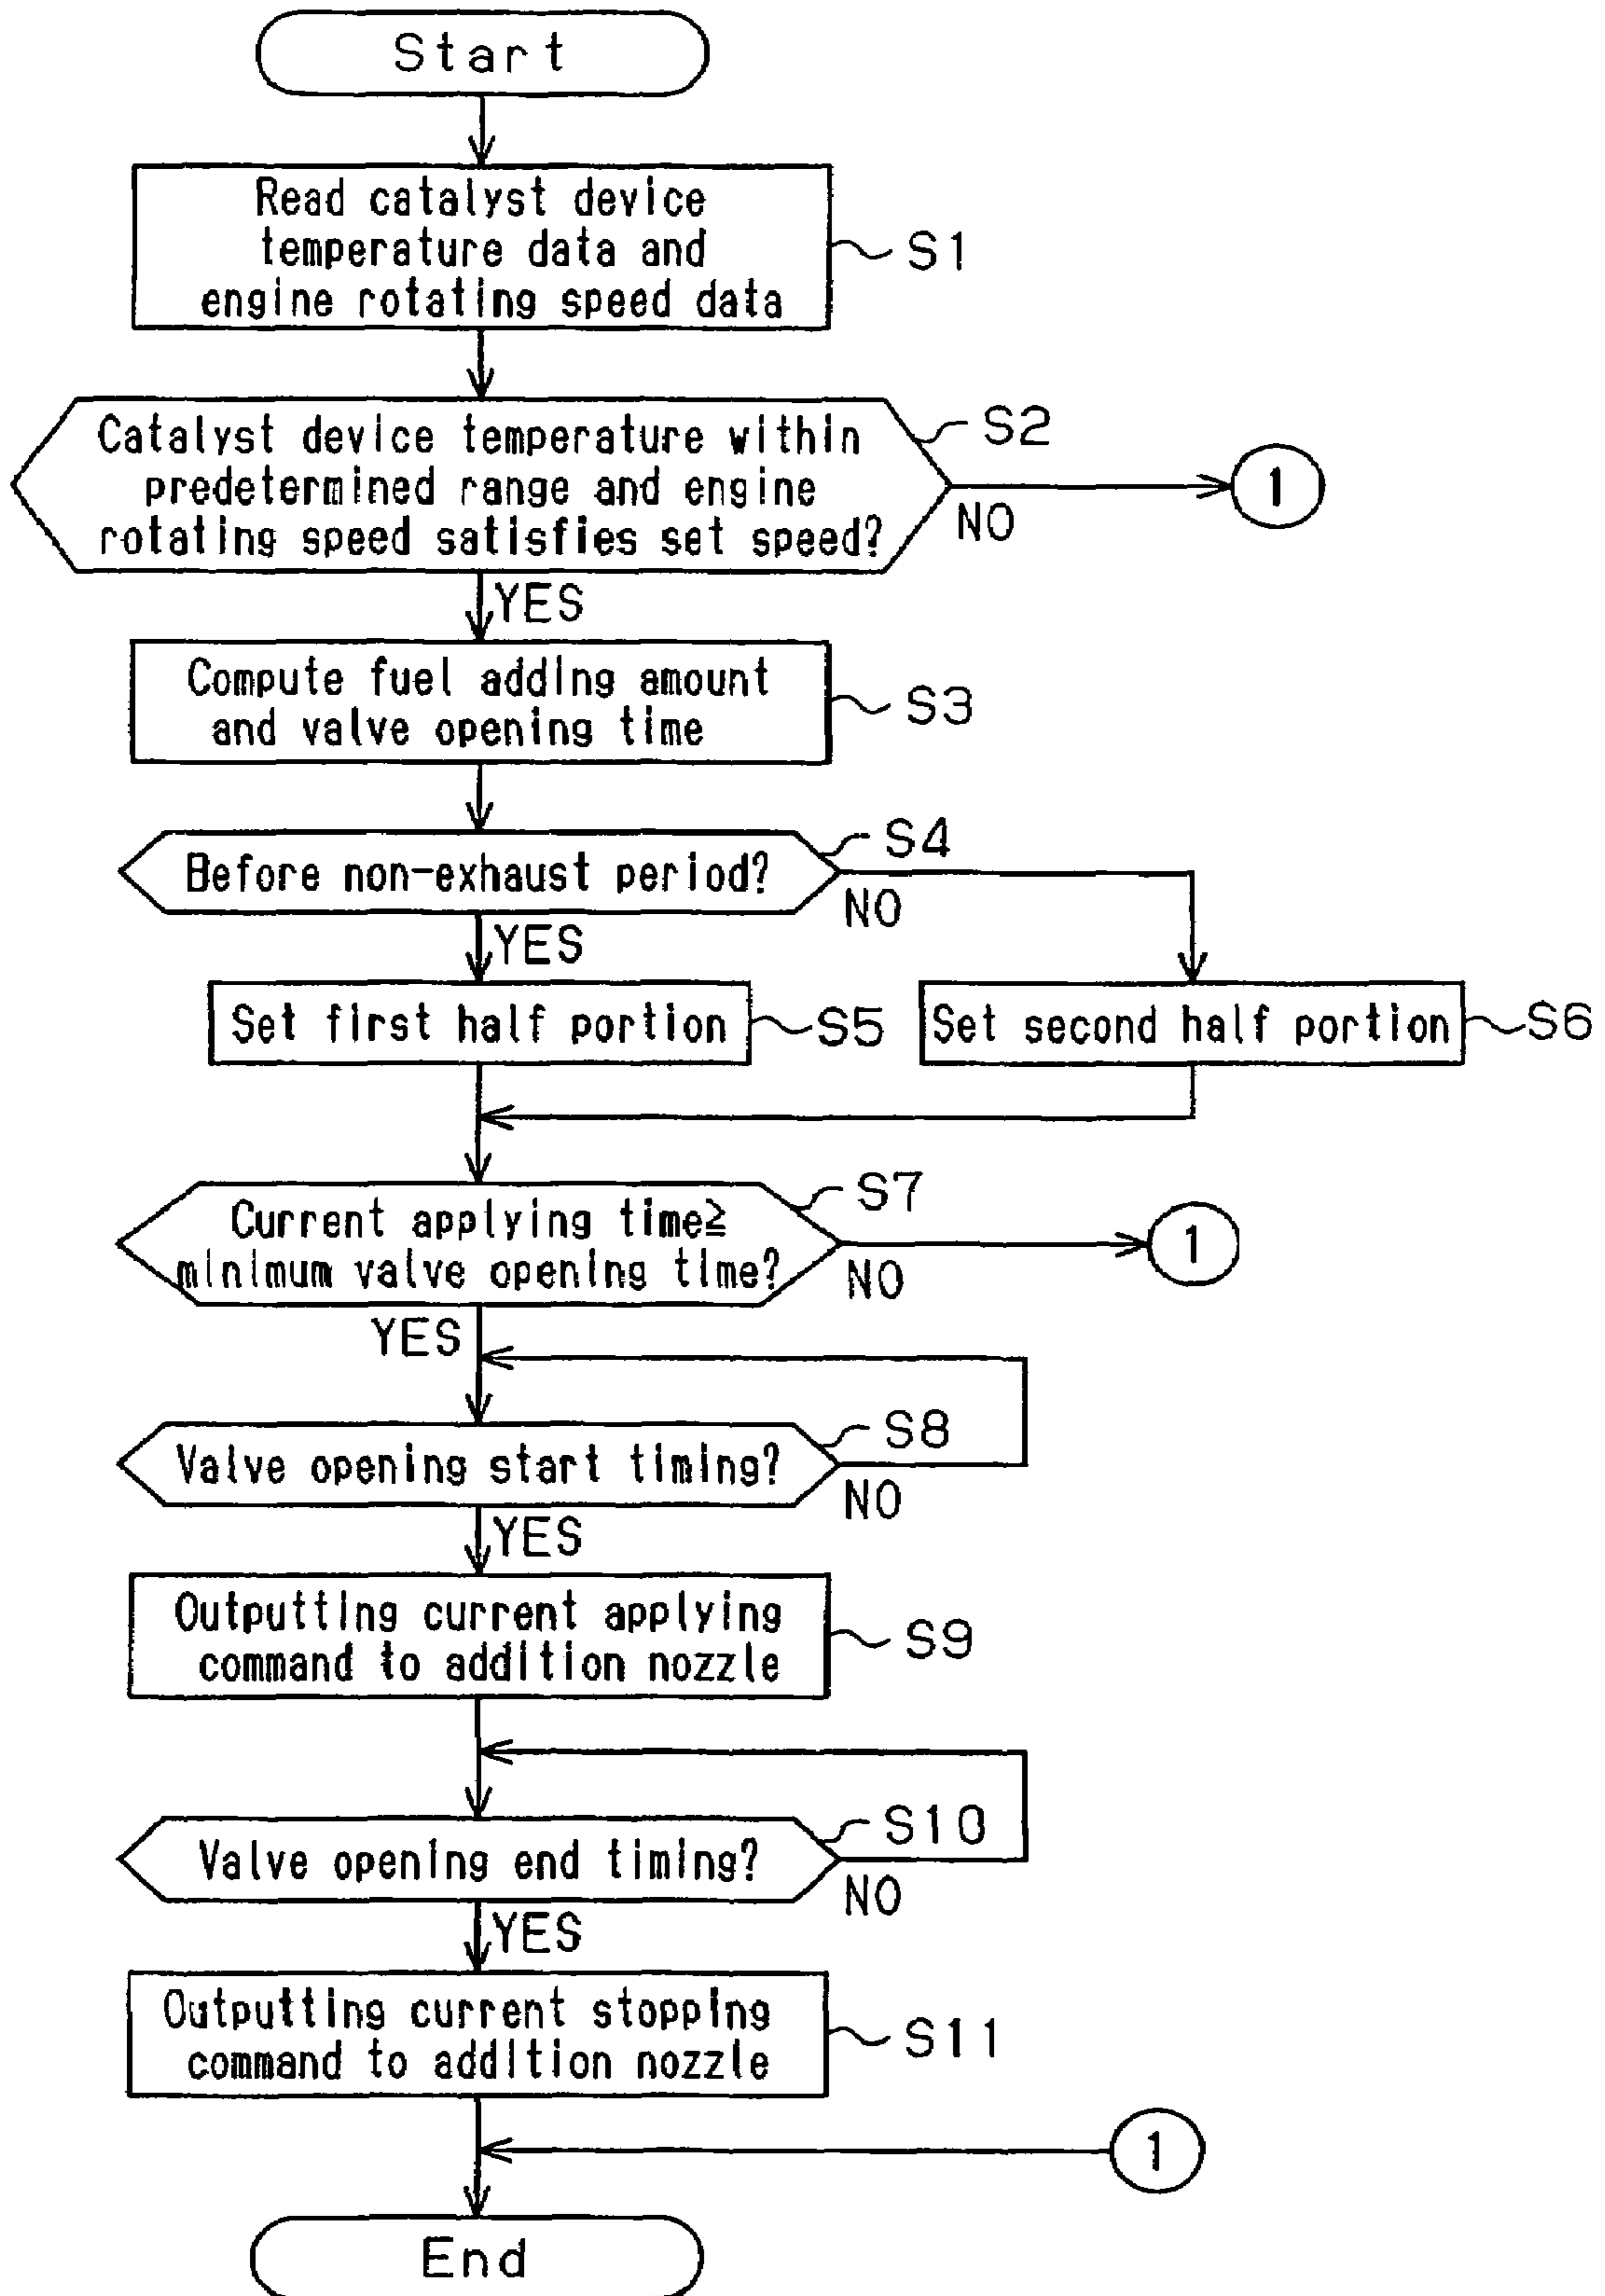 Start
Read catalyst device
temperature data and
engine rotating speed data
S1
Catalyst device temperature within
predetermined range and engine
rotating speed satisfies set speed?
S2
NO
1
YES
Compute fuel adding amount
and valve opening time
S3
Before non-exhaust period?
S4
NO
YES
Set first half portion
S5
Set second half portion
S6
Current applying time≧
minimum valve opening time?
S7
NO
1
YES
Valve opening start timing?
S8
NO
YES
Outputting current applying
command to addition nozzle
S9
Valve opening end timing?
S10
NO
YES
Outputting current stopping
command to addition nozzle
S11
1
End